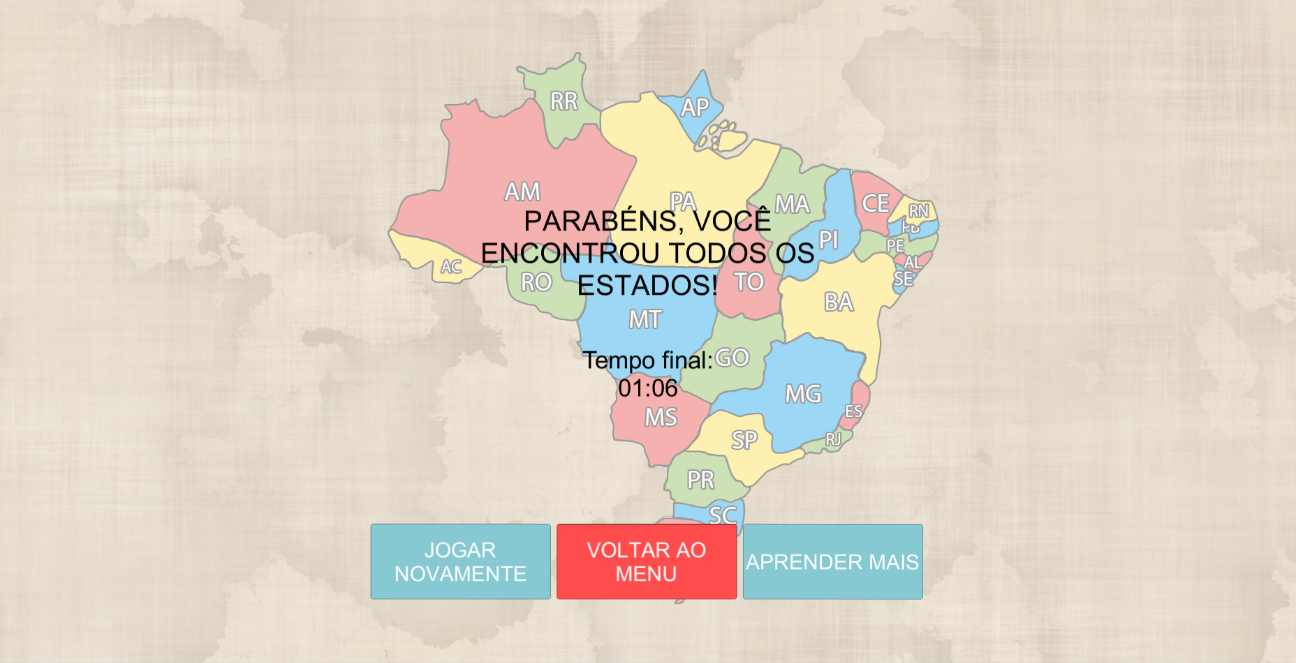 RR
AP
AM
PA
MA
CE
RN
PB
PI
PE
AL
SE
AC
RO
TO
BA
MT
GO
MG
ES
MS
SP
RJ
PR
SC
PARABÉNS, VOCÊ
ENCONTROU TODOS OS
ESTADOS!
Tempo final:
01:06
JOGAR
NOVAMENTE
VOLTAR AO
MENU
APRENDER MAIS